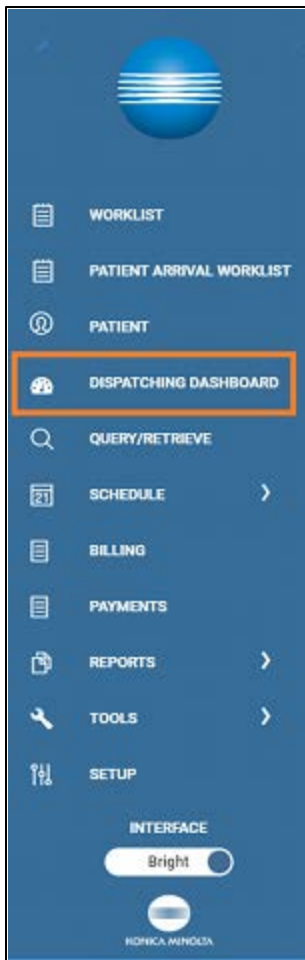 WORKLIST
PATIENT ARRIVAL WORKLIST
PATIENT
DISPATCHING DASHBOARD
QUERY/RETRIEVE
21
SCHEDULE
BILLING
PAYMENTS
REPORTS
TOOLS
SETUP
INTERFACE
Bright
KONICA MINOLTA